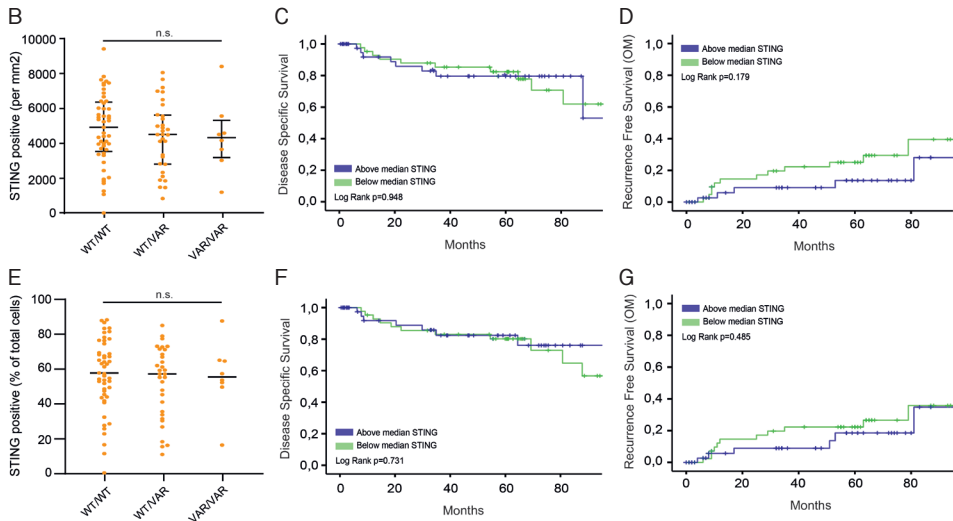 B
n.s.
STING positive (per mm2)
10000
8000
6000
4000
2000
0
WT/WT
WT/VAR
VAR/VAR
C
Disease Specific Survival
1,0
0,8
0,6
0,4
0,2
0,0
Above median STING
Below median STING
Log Rank p=0.948
0
20
40
60
80
Months
D
Recurrence Free Survival (OM)
1,0
0,8
0,6
0,4
0,2
0,0
Above median STING
Below median STING
Log Rank p=0.179
0
20
40
60
80
Months
E
n.s.
STING positive (% of total cells)
100
80
60
40
20
0
WT/WT
WT/VAR
VAR/VAR
F
Disease Specific Survival
1,0
0,8
0,6
0,4
0,2
0,0
Above median STING
Below median STING
Log Rank p=0.731
0
20
40
60
80
Months
G
Recurrence Free Survival (OM)
1,0
0,8
0,6
0,4
0,2
0,0
Above median STING
Below median STING
Log Rank p=0.485
0
20
40
60
80
Months